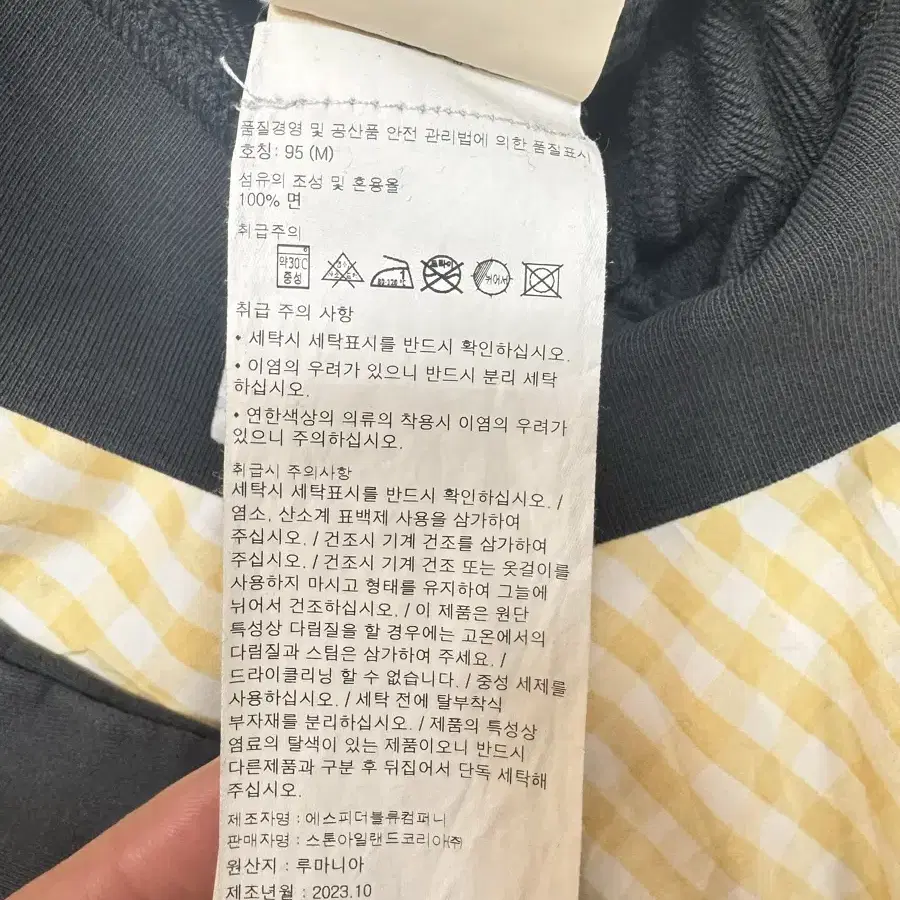 품질경영 및 공산품 안전 관리법에 의한 품질표시
호칭: 95 (M)
섬유의 조성 및 혼용율
100% 면
취급주의
약30℃
중성
드라이
뉘어서
취급 주의 사항
• 세탁시 세탁표시를 반드시 확인하십시오.
• 이염의 우려가 있으니 반드시 분리 세탁
하십시오.
• 연한색상의 의류의 착용시 이염의 우려가
있으니 주의하십시오.
취급시 주의사항
세탁시 세탁표시를 반드시 확인하십시오. /
염소, 산소계 표백제 사용을 삼가하여
주십시오. / 건조시 기계 건조를 삼가하여
주십시오. / 건조시 기계 건조 또는 옷걸이를
사용하지 마시고 형태를 유지하여 그늘에
뉘어서 건조하십시오. / 이 제품은 원단
특성상 다림질을 할 경우에는 고온에서의
다림질과 스팀은 삼가하여 주세요. /
드라이클리닝 할 수 없습니다. / 중성 세제를
사용하십시오. / 세탁 전에 탈부착식
부자재를 분리하십시오. / 제품의 특성상
염료의 탈색이 있는 제품이오니 반드시
다른제품과 구분 후 뒤집어서 단독 세탁해
주십시오.
제조자명 : 에스피더블류컴퍼니
판매자명 : 스톤아일랜드코리아(주)
원산지 : 루마니아
제조년월 : 2023.10